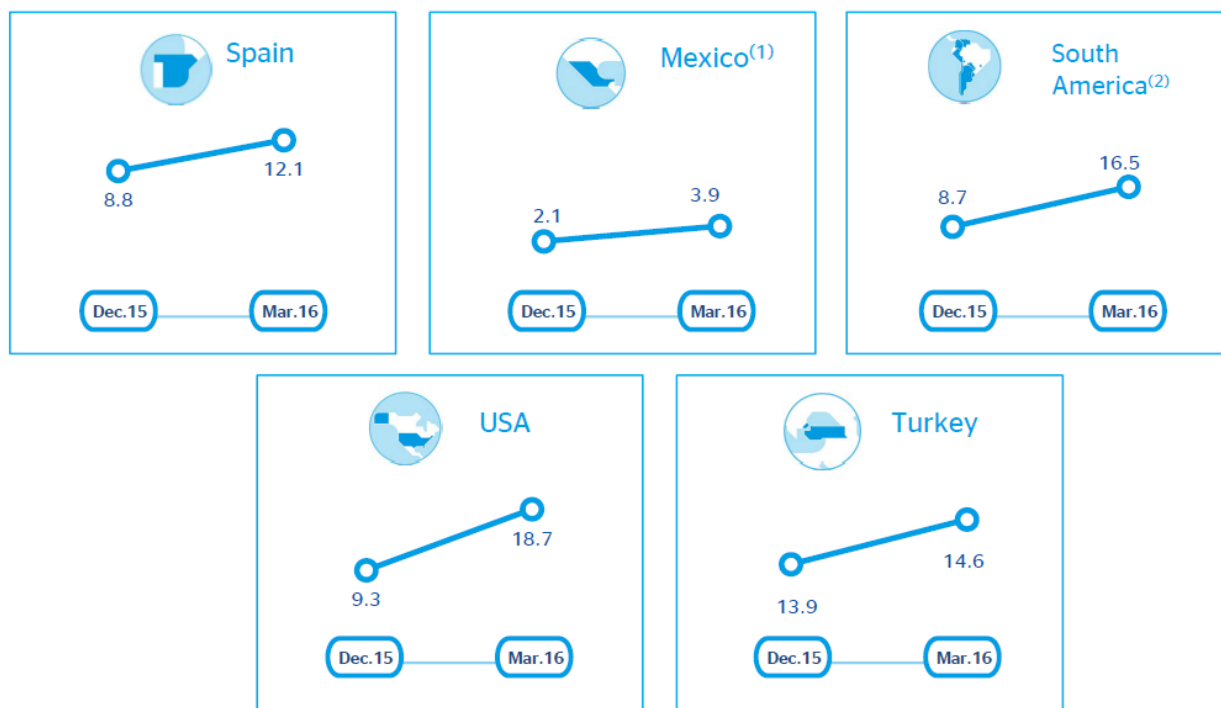 Spain
8.8
12.1
Dec.15
Mar.16
Mexico(1)
2.1
3.9
Dec.15
Mar.16
South
America(2)
8.7
16.5
Dec.15
Mar.16
USA
9.3
18.7
Dec.15
Mar.16
Turkey
13.9
14.6
Dec.15
Mar.16